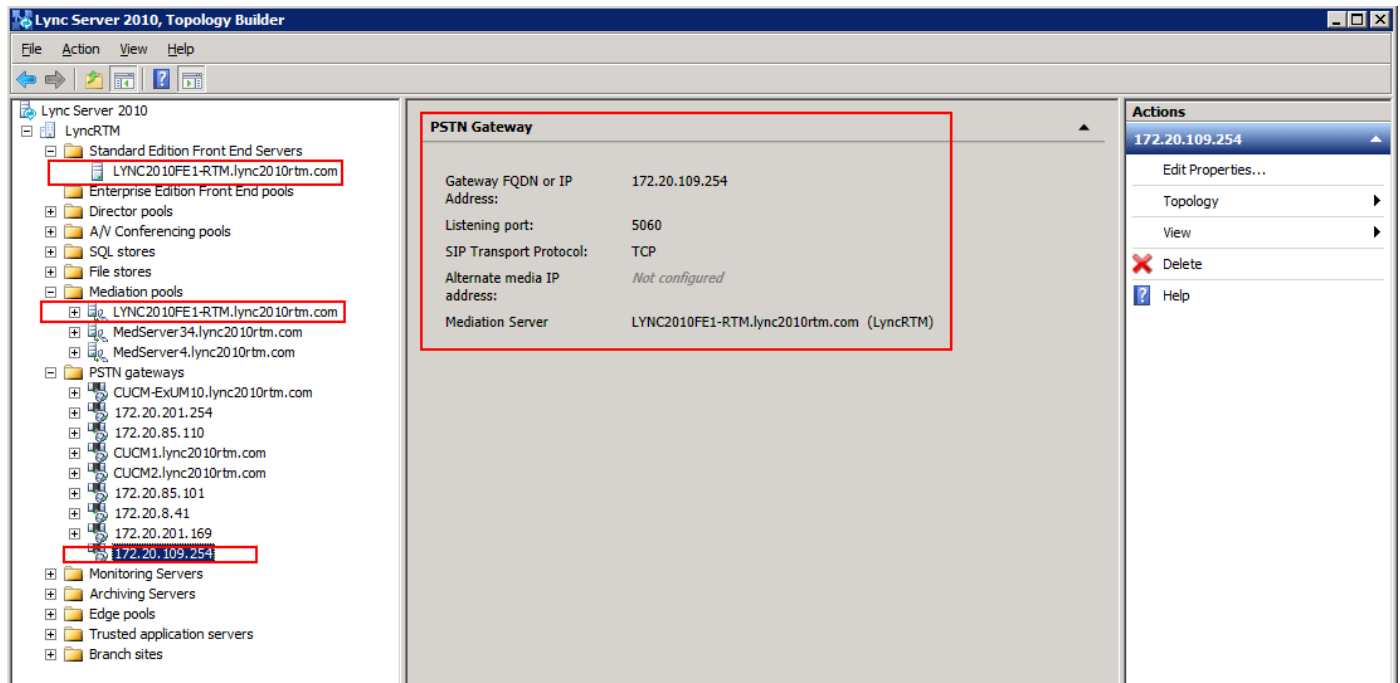 Lync Server 2010, Topology Builder
File Action View Help
Lync Server 2010
LyncRTM
Standard Edition Front End Servers
LYNC2010FE1-RTM.lync2010rtm.com
Enterprise Edition Front End pools
Director pools
A/V Conferencing pools
SQL stores
File stores
Mediation pools
LYNC2010FE1-RTM.lync2010rtm.com
MedServer34.lync2010rtm.com
MedServer4.lync2010rtm.com
PSTN gateways
CUCM-ExUM10.lync2010rtm.com
172.20.201.254
172.20.85.110
CUCM1.lync2010rtm.com
CUCM2.lync2010rtm.com
172.20.85.101
172.20.8.41
172.20.201.169
172.20.109.254
Monitoring Servers
Archiving Servers
Edge pools
Trusted application servers
Branch sites
PSTN Gateway
Gateway FQDN or IP 172.20.109.254
Address:
Listening port: 5060
SIP Transport Protocol: TCP
Alternate media IP Not configured
address:
Mediation Server LYNC2010FE1-RTM.lync2010rtm.com (LyncRTM)
Actions
172.20.109.254
Edit Properties...
Topology
View
Delete
Help